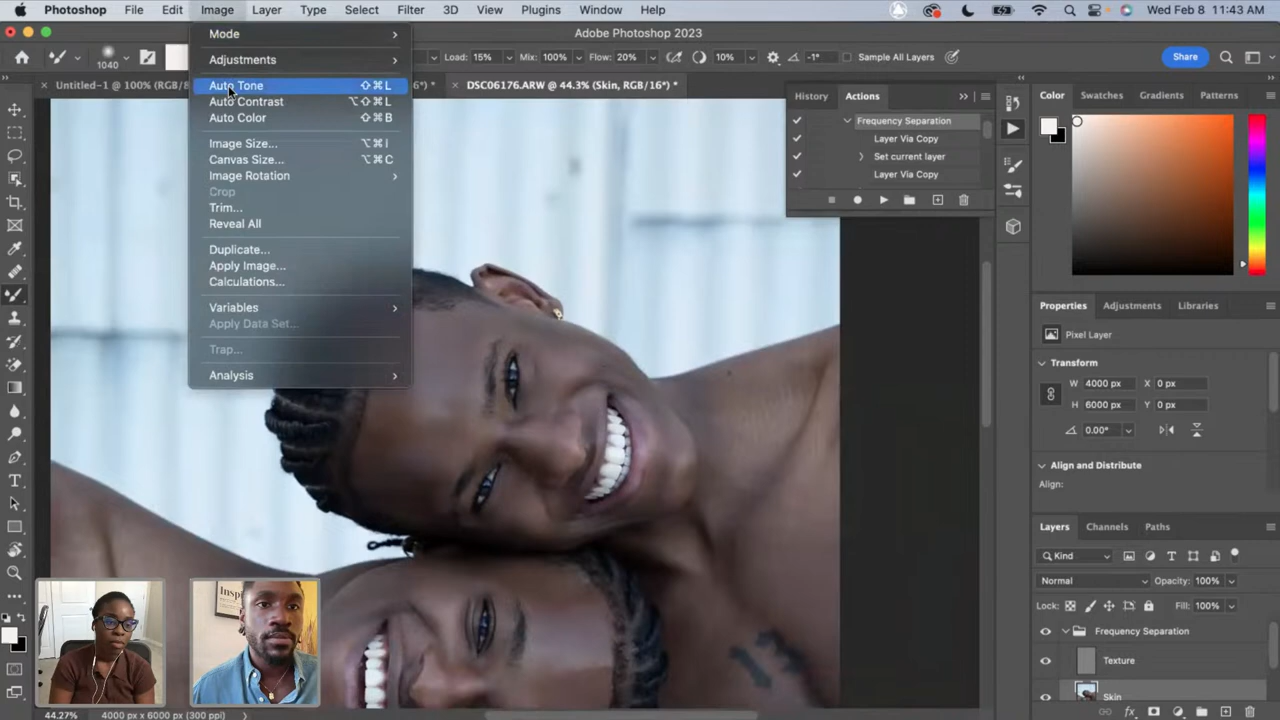 Photoshop File Edit Image Layer Type Select Filter 3D View Plugins Window Help Wed Feb 8 11:43 AM
Adobe Photoshop 2023
1040 Load: 15% Mix: 100% Flow: 20% 10% -1° Sample All Layers Share
Untitled-1 @ 100% (RGB/8 *) * DSC06176.ARW @ 44.3% (Skin, RGB/16*) *
Mode
Adjustments
Auto Tone ⇧⌘L
Auto Contrast ⌥⇧⌘L
Auto Color ⇧⌘B
Image Size... ⌥⌘I
Canvas Size... ⌥⌘C
Image Rotation
Crop
Trim...
Reveal All
Duplicate...
Apply Image...
Calculations...
Variables
Apply Data Set...
Trap...
Analysis
History Actions
Frequency Separation
Layer Via Copy
Set current layer
Layer Via Copy
Color Swatches Gradients Patterns
Properties Adjustments Libraries
Pixel Layer
Transform
W 4000 px X 0 px
H 6000 px Y 0 px
0.00°
Align and Distribute
Align:
Layers Channels Paths
Kind
Normal Opacity: 100%
Lock: Fill: 100%
Frequency Separation
Texture
Skin
Inspi
44.27% 4000 px x 6000 px (300 ppi)